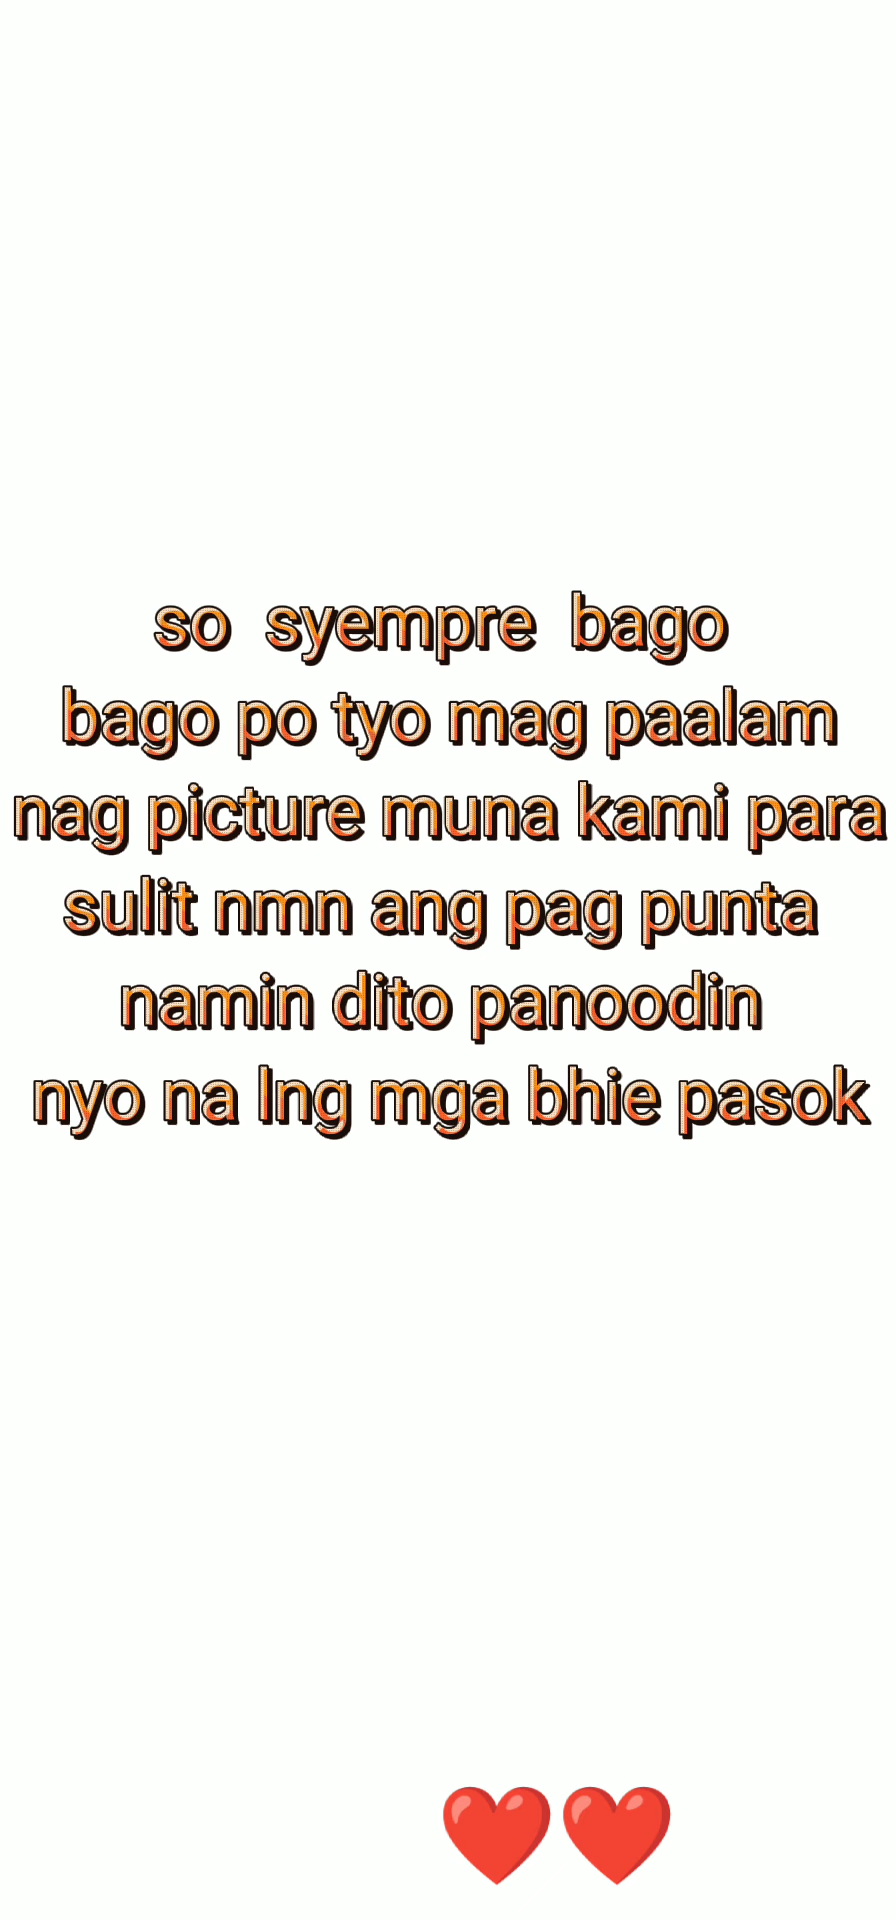 so syempre bago
bago po tyo mag paalam
nag picture muna kami para
sulit nmn ang pag punta
namin dito panoodin
nyo na lng mga bhie pasok
❤️❤️